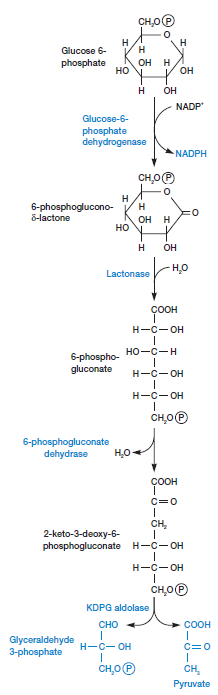 CH₂O P
O
H
H
H
Glucose 6-
phosphate
OH
H
HO
OH
H
OH
NADP⁺
Glucose-6-
phosphate
dehydrogenase
NADPH
CH₂O P
O
H
H
6-phosphoglucono-
δ-lactone
OH
H
O
HO
H
OH
Lactonase
H₂O
COOH
H–C–OH
HO–C–H
6-phospho-
gluconate
H–C–OH
H–C–OH
CH₂O P
6-phosphogluconate
dehydrase
H₂O
COOH
C=O
CH₂
2-keto-3-deoxy-6-
phosphogluconate
H–C–OH
H–C–OH
CH₂O P
KDPG aldolase
CHO
COOH
Glyceraldehyde
3-phosphate
H–C–OH
C=O
CH₂O P
CH₃
Pyruvate